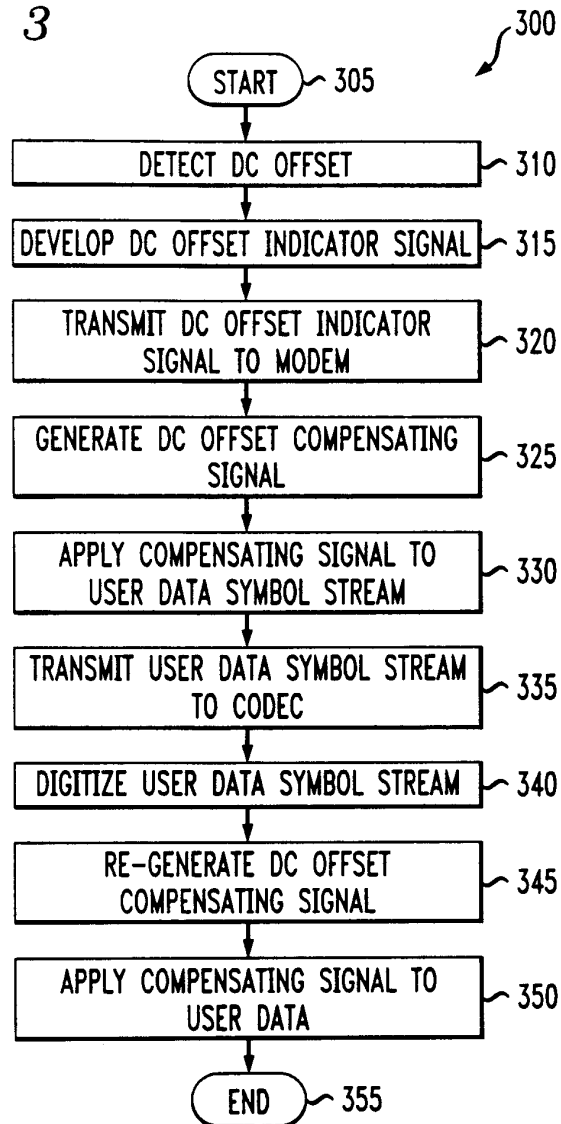 3
300
START
305
DETECT DC OFFSET
310
DEVELOP DC OFFSET INDICATOR SIGNAL
315
TRANSMIT DC OFFSET INDICATOR
SIGNAL TO MODEM
320
GENERATE DC OFFSET COMPENSATING
SIGNAL
325
APPLY COMPENSATING SIGNAL TO
USER DATA SYMBOL STREAM
330
TRANSMIT USER DATA SYMBOL STREAM
TO CODEC
335
DIGITIZE USER DATA SYMBOL STREAM
340
RE-GENERATE DC OFFSET
COMPENSATING SIGNAL
345
APPLY COMPENSATING SIGNAL TO
USER DATA
350
END
355